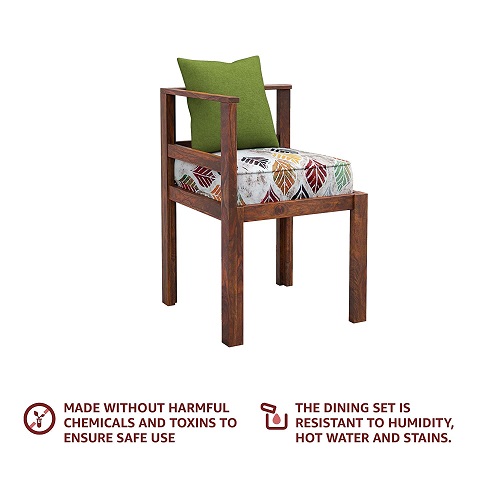 MADE WITHOUT HARMFUL
CHEMICALS AND TOXINS TO
ENSURE SAFE USE
THE DINING SET IS
RESISTANT TO HUMIDITY,
HOT WATER AND STAINS.